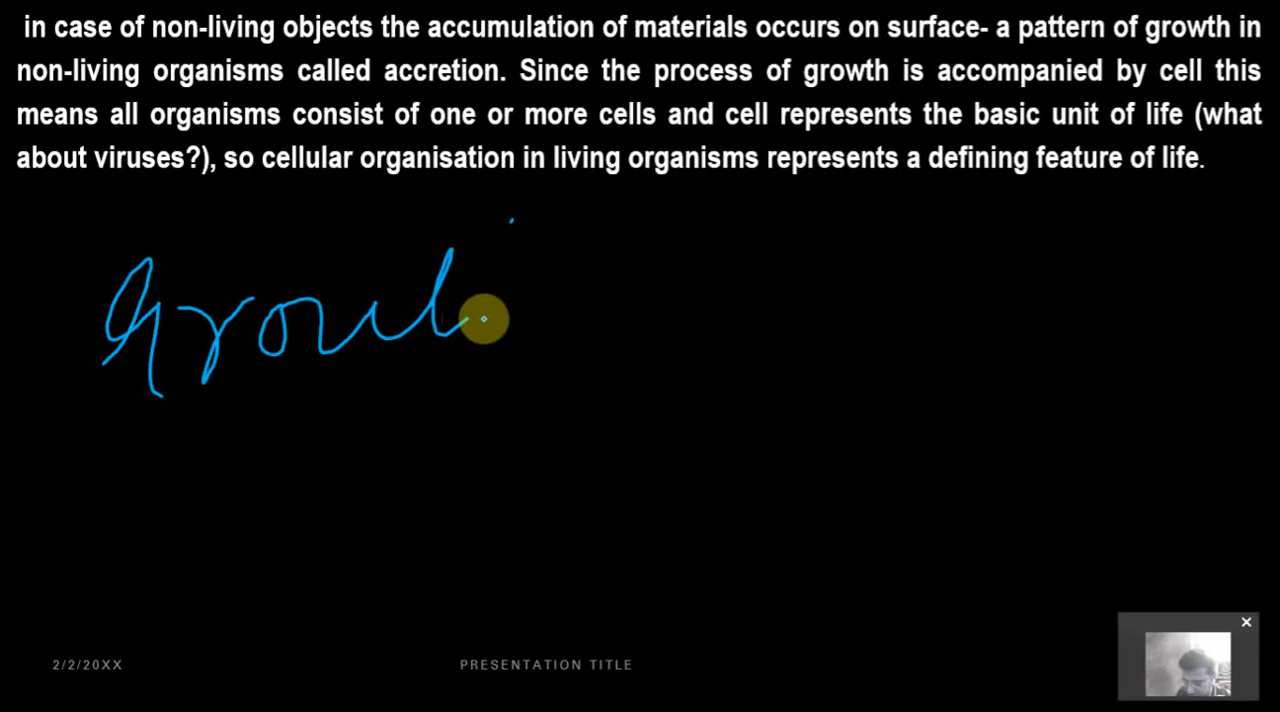 in case of non-living objects the accumulation of materials occurs on surface- a pattern of growth in
non-living organisms called accretion. Since the process of growth is accompanied by cell this
means all organisms consist of one or more cells and cell represents the basic unit of life (what
about viruses?), so cellular organisation in living organisms represents a defining feature of life.
2/2/20XX
PRESENTATION TITLE